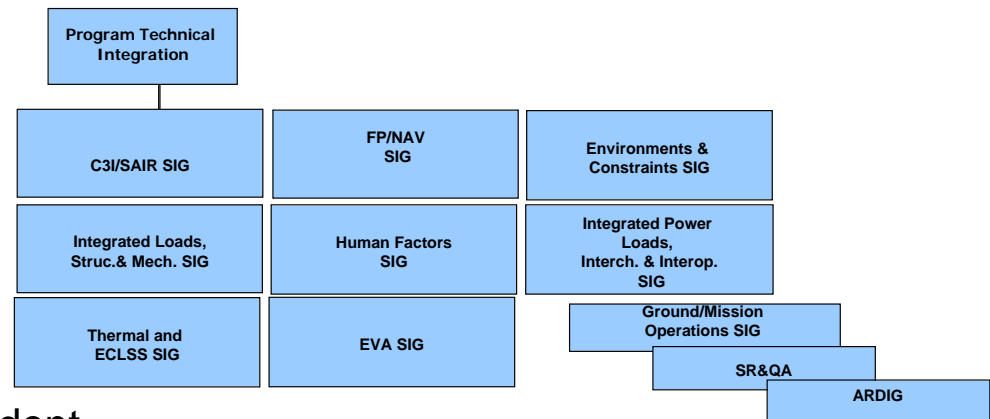 Program Technical
Integration
C3I/SAIR SIG
FP/NAV
SIG
Environments &
Constraints SIG
Integrated Loads,
Struc.& Mech. SIG
Human Factors
SIG
Integrated Power
Loads,
Interch. & Interop.
SIG
Thermal and
ECLSS SIG
EVA SIG
Ground/Mission
Operations SIG
SR&QA
ARDIG